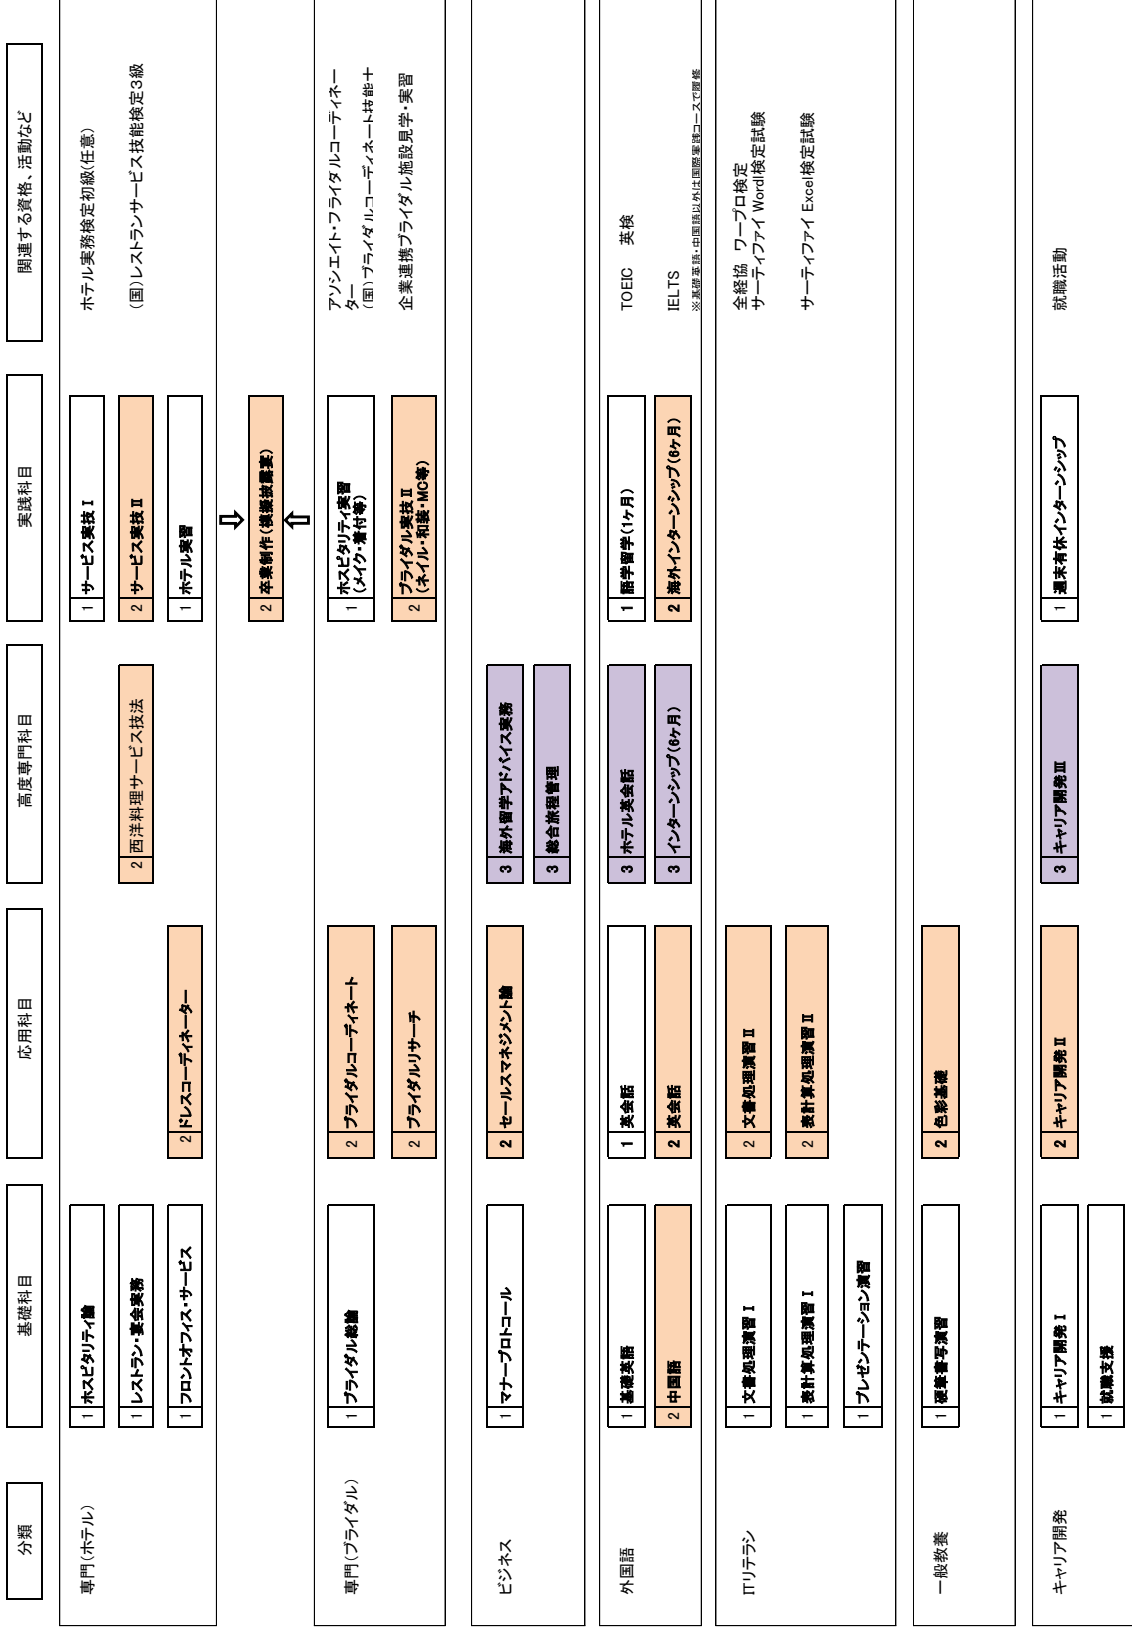 分類
基礎科目
応用科目
高度専門科目
実践科目
関連する資格、活動など
専門(ホテル)
1 ホスピタリティ論
1 サービス実技Ⅰ
ホテル実務検定初級(任意)
1 レストラン・宴会実務
2 西洋料理サービス技法
2 サービス実技Ⅱ
(国)レストランサービス技能検定3級
1 フロントオフィス・サービス
2 ドレスコーディネーター
1 ホテル実習
2 卒業制作(模擬披露宴)
専門(ブライダル)
1 ブライダル総論
2 ブライダルコーディネート
1 ホスピタリティ実習
(メイク・着付等)
アソシエイト・ブライダルコーディネー
ター
(国)ブライダルコーディネート技能士
2 ブライダルリサーチ
2 ブライダル実技Ⅱ
(ネイル・和装・MC等)
企業連携ブライダル施設見学・実習
ビジネス
1 マナープロトコール
2 セールスマネジメント論
3 海外留学アドバイス実務
3 総合旅程管理
外国語
1 基礎英語
1 英会話
3 ホテル英会話
1 語学留学(1ヶ月)
TOEIC 英検
2 中国語
2 英会話
3 インターンシップ(6ヶ月)
2 海外インターンシップ(6ヶ月)
IELTS
※基礎英語・中国語以外は国際実践コースで履修
ITリテラシ
1 文書処理演習Ⅰ
2 文書処理演習Ⅱ
全経協 ワープロ検定
サーティファイ Word検定試験
1 表計算処理演習Ⅰ
2 表計算処理演習Ⅱ
サーティファイ Excel検定試験
1 プレゼンテーション演習
一般教養
1 硬筆書写演習
2 色彩基礎
キャリア開発
1 キャリア開発Ⅰ
2 キャリア開発Ⅱ
3 キャリア開発Ⅲ
1 週末有休インターンシップ
就職活動
1 就職支援